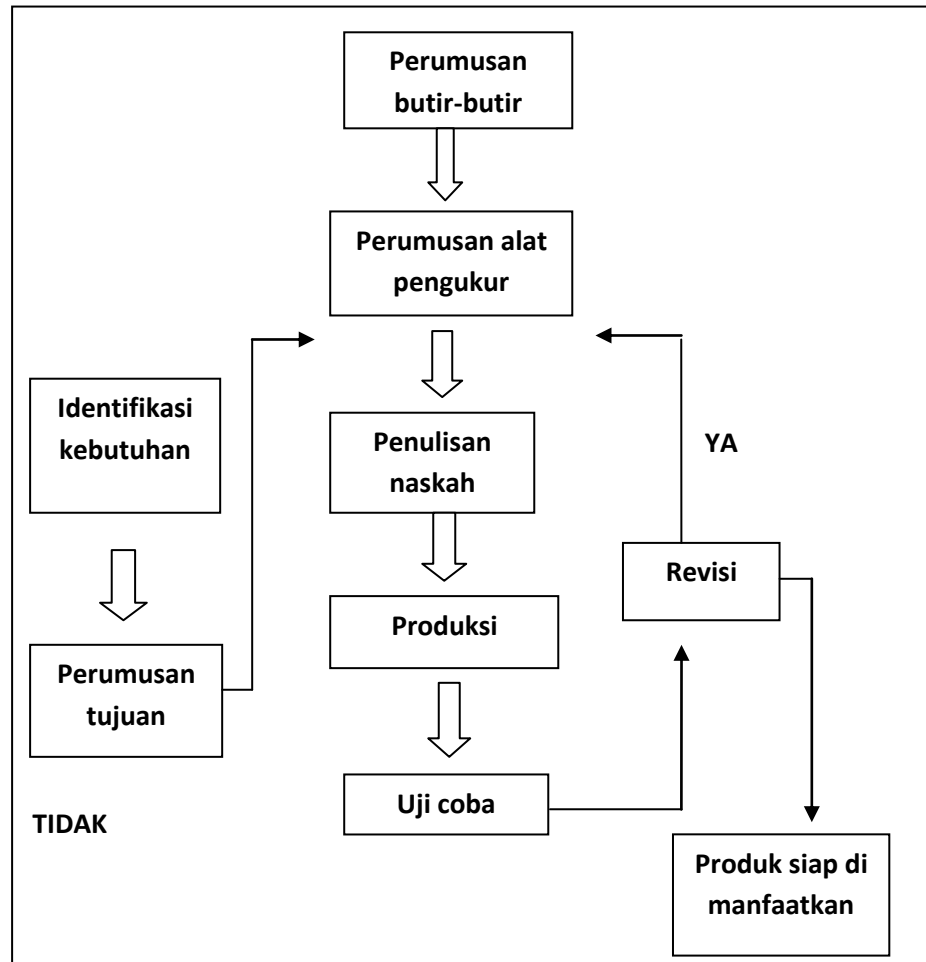 Perumusan
butir-butir
Perumusan alat
pengukur
Identifikasi
kebutuhan
Penulisan
naskah
YA
Revisi
Produksi
Perumusan
tujuan
Uji coba
TIDAK
Produk siap di
manfaatkan